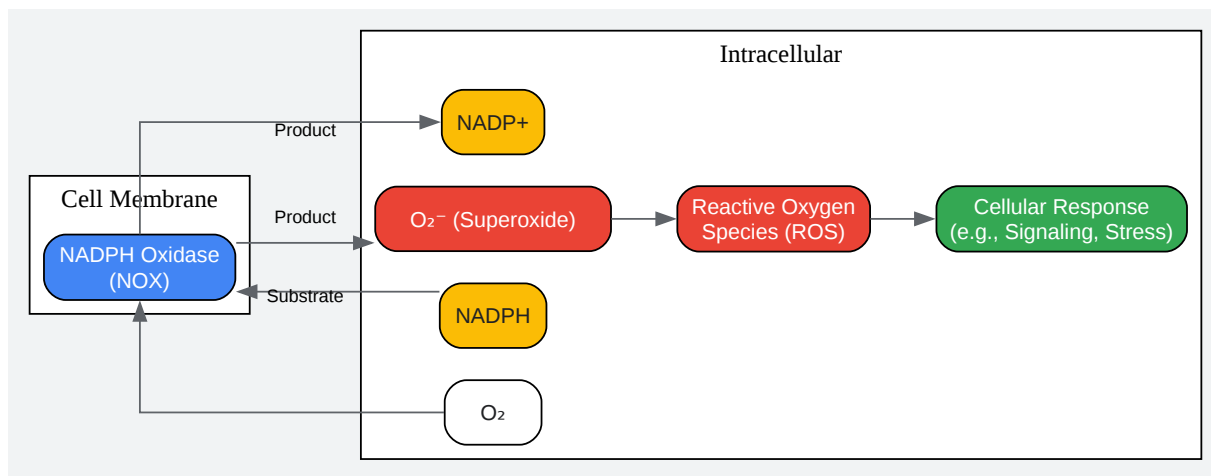 Intracellular
NADP+
Product
Cell Membrane
Product
O₂⁻ (Superoxide)
Reactive Oxygen
Species (ROS)
Cellular Response
(e.g., Signaling, Stress)
NADPH Oxidase
(NOX)
Substrate
NADPH
O₂